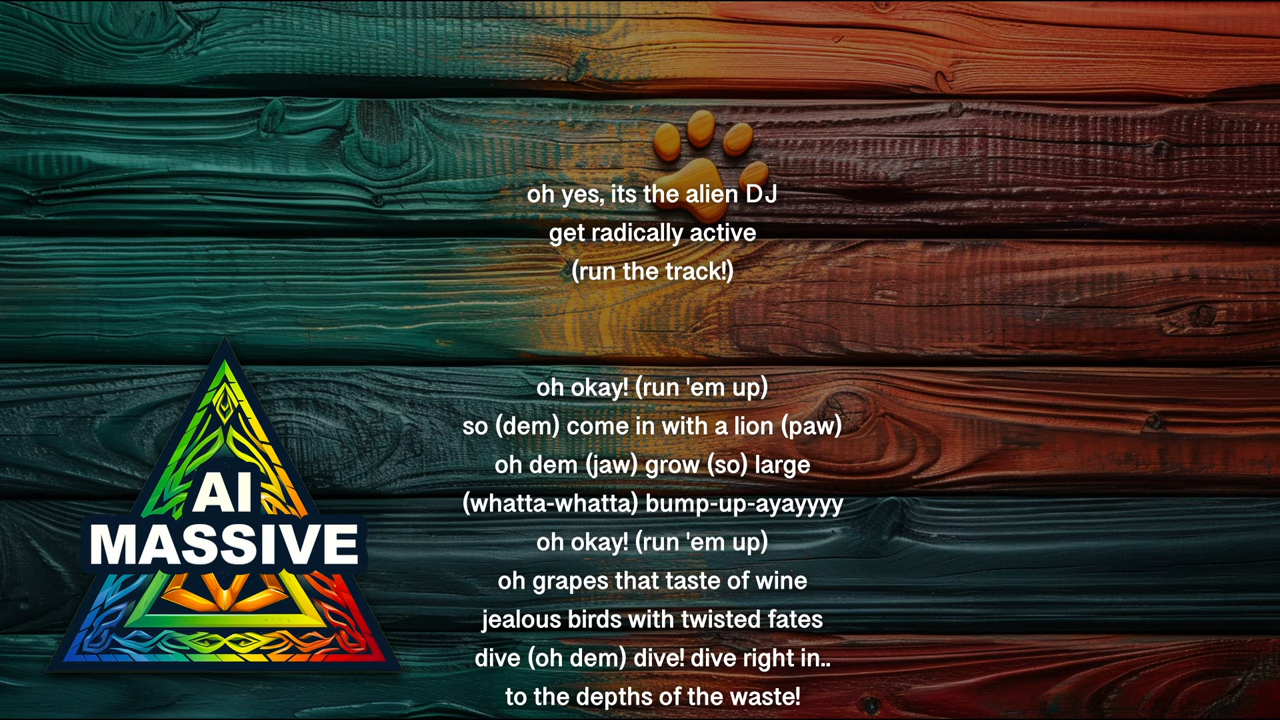 oh yes, its the alien DJ
get radically active
(run the track!)
oh okay! (run 'em up)
so (dem) come in with a lion (paw)
oh dem (jaw) grow (so) large
(whatta-whatta) bump-up-ayayyyy
oh okay! (run 'em up)
oh grapes that taste of wine
jealous birds with twisted fates
dive (oh dem) dive! dive right in..
to the depths of the waste!
AI
MASSIVE